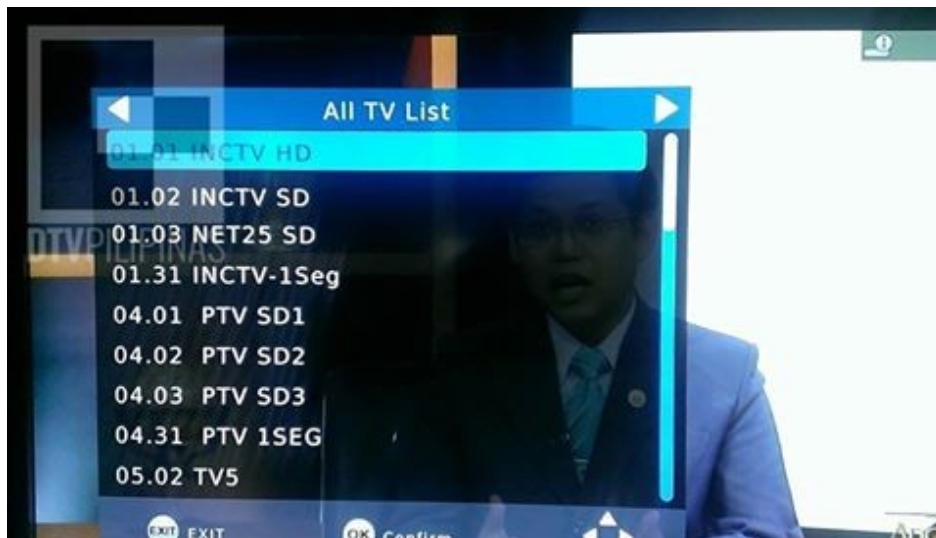 All TV List
01.01 INCTV HD
01.02 INCTV SD
01.03 NET25 SD
DTVPILIPINAS
01.31 INCTV-1Seg
04.01 PTV SD1
04.02 PTV SD2
04.03 PTV SD3
04.31 PTV 1SEG
05.02 TV5
EXIT EXIT
OK Confirm